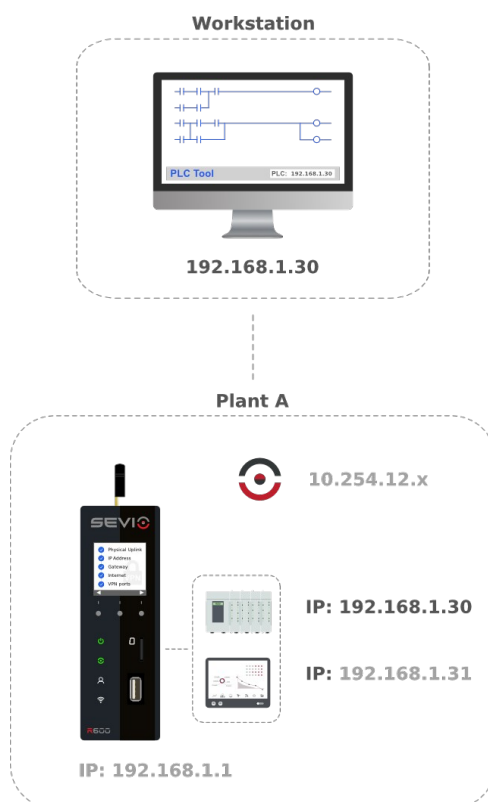 Workstation
PLC Tool
PLC: 192.168.1.30
192.168.1.30
Plant A
10.254.12.x
SEVIO
Physical Uplink
IP Address
Gateway
Internet
VPN ports
IP: 192.168.1.30
IP: 192.168.1.31
R600
IP: 192.168.1.1